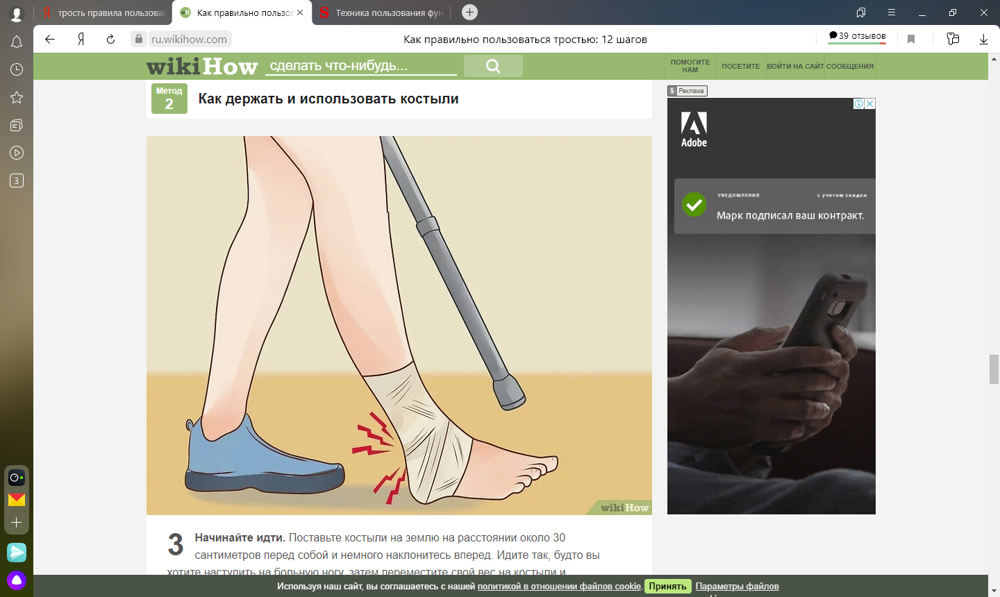 трость правила пользова
Как правильно пользо
Техника пользования фун
ru.wikihow.com
Как правильно пользоваться тростью: 12 шагов
39 отзывов
wikiHow
сделать что-нибудь...
ПОМОГИТЕ НАМ
ПОСЕТИТЕ
ВОЙТИ НА САЙТ
СООБЩЕНИЯ
Метод
2
Как держать и использовать костыли
$ Реклама
Adobe
УВЕДОМЛЕНИЯ
с учетом скидки
Марк подписал ваш контракт.
3
wikiHow
3 Начинайте идти. Поставьте костыли на землю на расстоянии около 30
сантиметров перед собой и немного наклонитесь вперед. Идите так, будто вы
хотите наступить на больную ногу, затем переместите свой вес на костыли и
Используя наш сайт, вы соглашаетесь с нашей политикой в отношении файлов cookie. Принять Параметры файлов